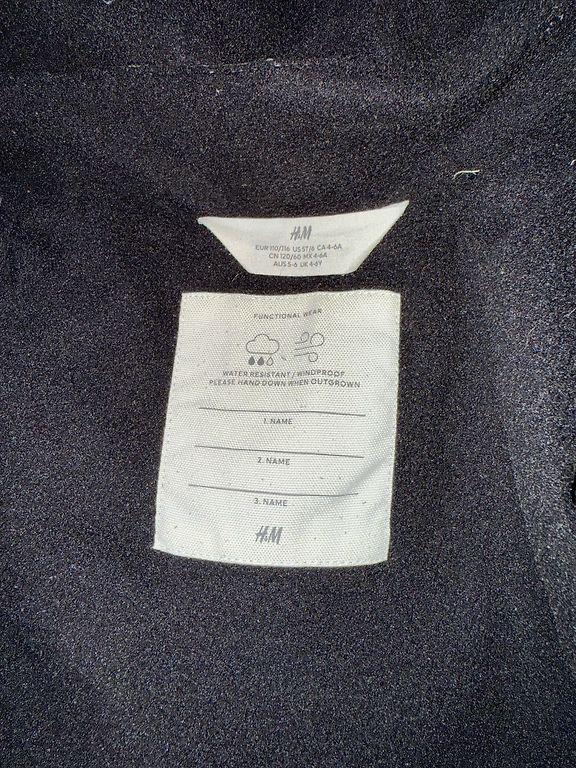 H&M
EUR 110/116 US 5T/6 CA 4-6A
CN 120/60 MX 4-6A
AUS 5-6 UK 4-6Y
FUNCTIONAL WEAR
WATER RESISTANT / WINDPROOF
PLEASE HAND DOWN WHEN OUTGROWN
1. NAME
2. NAME
3. NAME
H&M